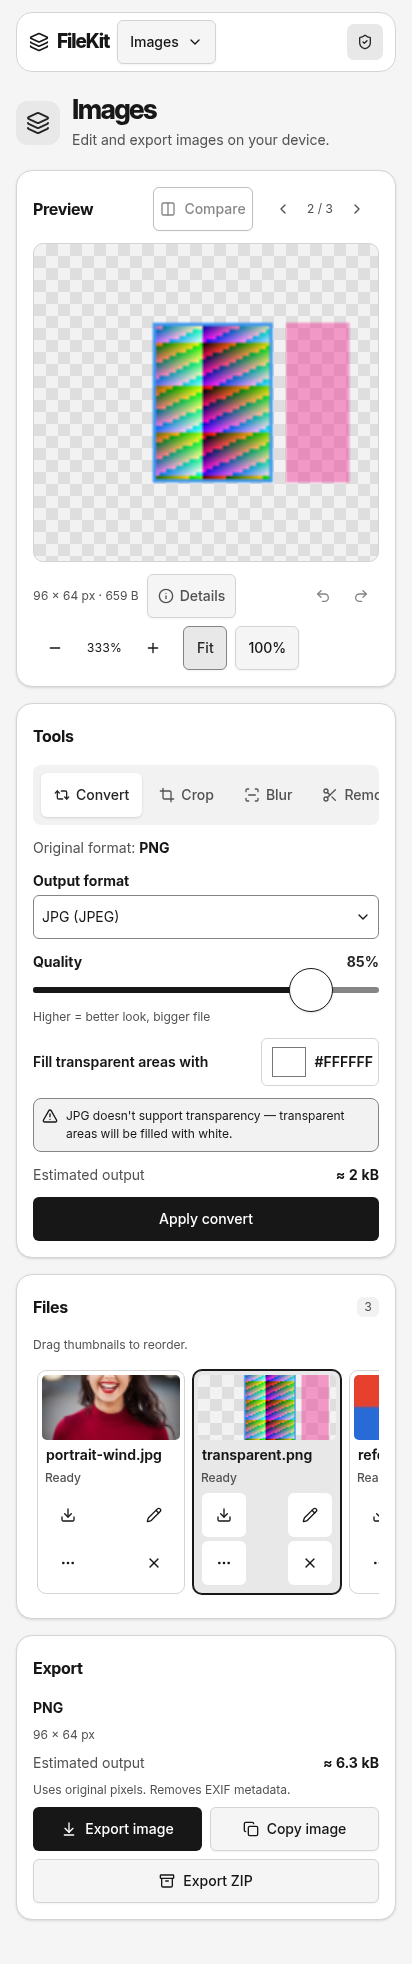 FileKit
Images
Images
Edit and export images on your device.
Preview
Compare
2 / 3
96 × 64 px · 659 B
Details
333%
Fit
100%
Tools
Convert
Crop
Blur
Remo
Original format: PNG
Output format
JPG (JPEG)
Quality
85%
Higher = better look, bigger file
Fill transparent areas with
#FFFFFF
JPG doesn't support transparency — transparent
areas will be filled with white.
Estimated output
≈ 2 kB
Apply convert
Files
3
Drag thumbnails to reorder.
portrait-wind.jpg
Ready
transparent.png
Ready
refe
Rea
Export
PNG
96 × 64 px
Estimated output
≈ 6.3 kB
Uses original pixels. Removes EXIF metadata.
Export image
Copy image
Export ZIP